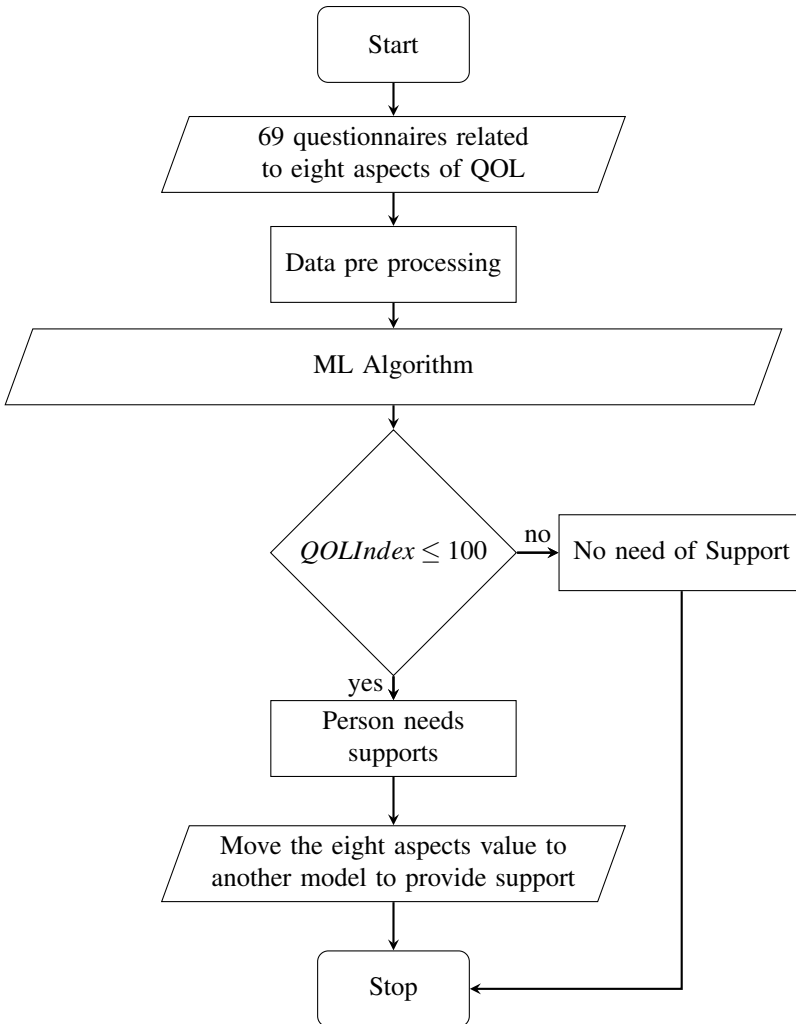 Start
69 questionnaires related
to eight aspects of QOL
Data pre processing
ML Algorithm
QOLIndex ≤ 100
no
No need of Support
yes
Person needs
supports
Move the eight aspects value to
another model to provide support
Stop